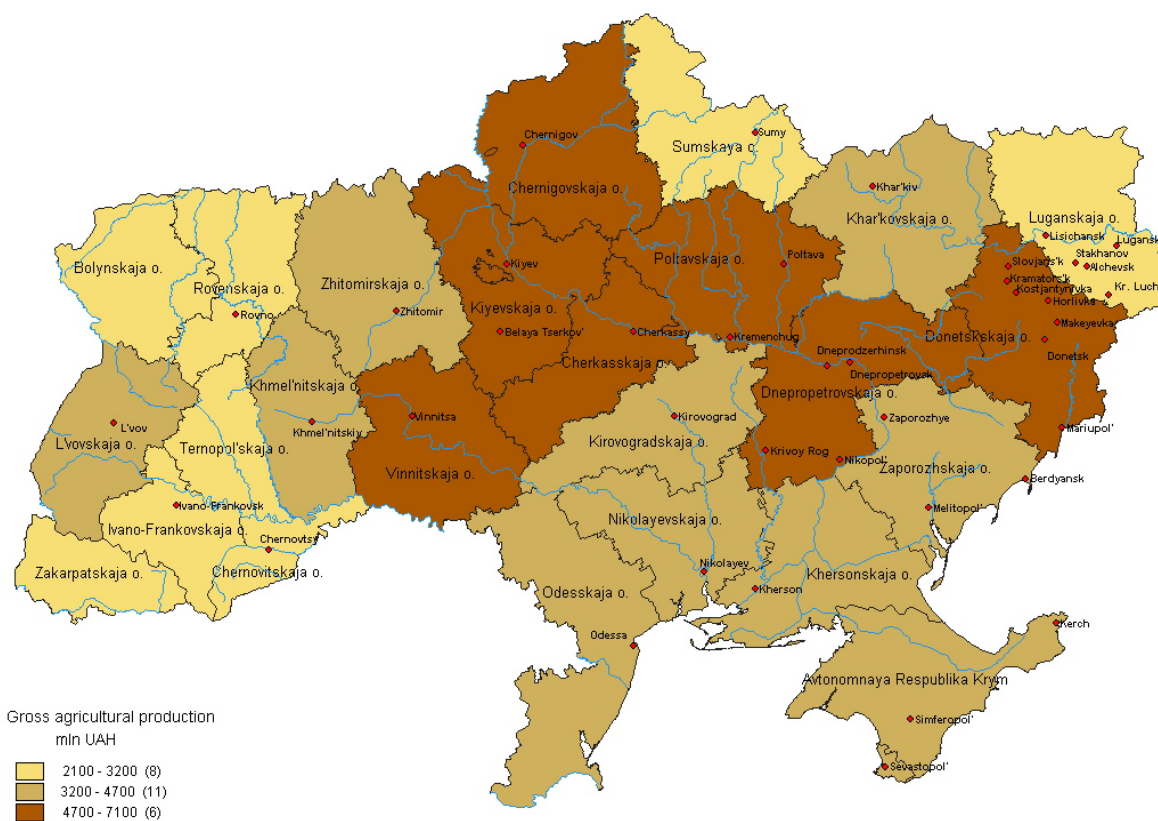 Chernigov
Sumy
Sumskaya o.
Chernigovskaja o.
Khar'kiv
Khar'kovskaja o.
Luganskaja o.
Lisichansk
Lugansk
Stakhanov
Alchevsk
Slovjans'k
Kramators'k
Kostjantynivka
Kr. Luch
Horlivka
Makeyevka
Donetskskaja o.
Donetsk
Mariupol'
Bolynskaja o.
Rovenskaja o.
Rovno
Zhitomirskaja o.
Zhitomir
Kiyev
Kiyevskaja o.
Belaya Tserkov'
Poltavskaja o.
Poltava
Cherkassy
Cherkasskaja o.
Kremenchug
Dneprodzerhinsk
Dnepropetrovsk
Dnepropetrovskaja o.
Khmel'nitskaja o.
Khmel'nitskiy
L'vov
L'vovskaja o.
Ternopol'skaja o.
Vinnitsa
Vinnitskaja o.
Kirovograd
Kirovogradskaja o.
Krivoy Rog
Nikopol'
Zaporozhye
Zaporozhskaja o.
Berdyansk
Melitopol'
Ivano-Frankovsk
Ivano-Frankovskaja o.
Chernovtsy
Chernovitskaja o.
Zakarpatskaja o.
Nikolayevskaja o.
Nikolayev
Odesskaja o.
Odessa
Kherson
Khersonskaja o.
Kerch
Avtonomnaya Respublika Krym
Simferopol'
Sevastopol'
Gross agricultural production
mln UAH
2100 - 3200 (8)
3200 - 4700 (11)
4700 - 7100 (6)